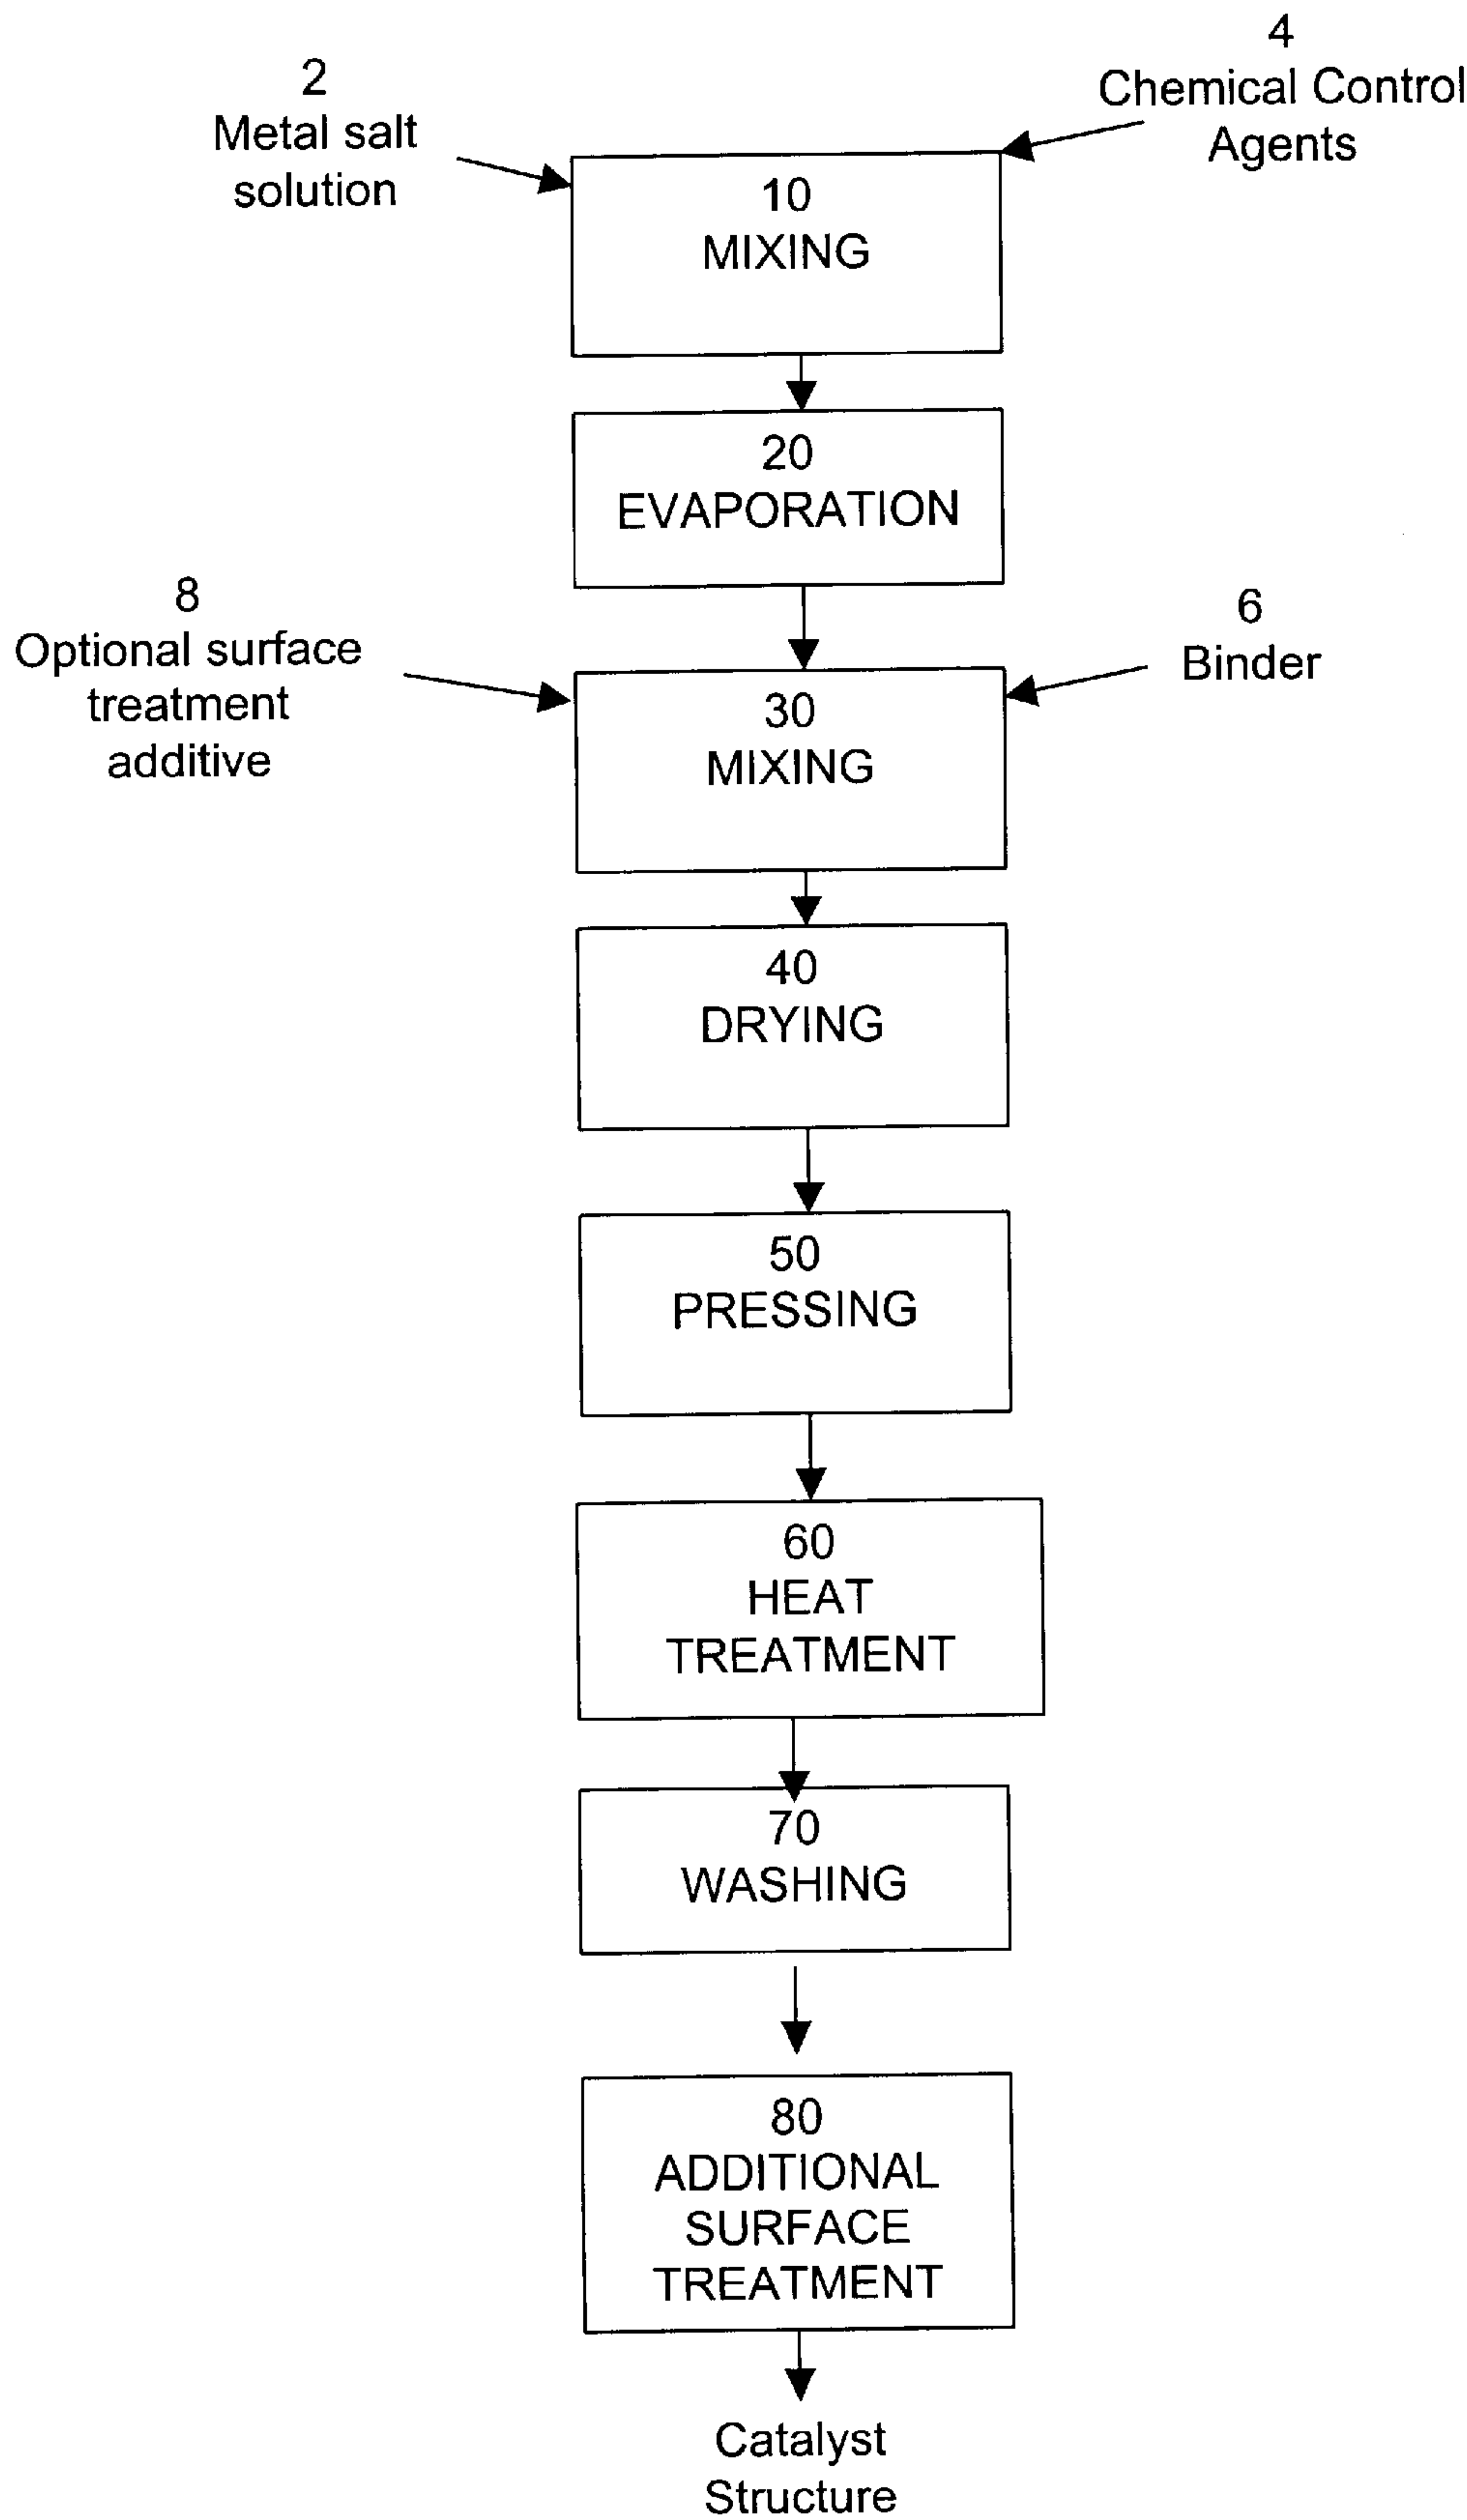 4
Chemical Control
Agents
2
Metal salt
solution
10
MIXING
20
EVAPORATION
8
Optional surface
treatment
additive
6
Binder
30
MIXING
40
DRYING
50
PRESSING
60
HEAT
TREATMENT
70
WASHING
80
ADDITIONAL
SURFACE
TREATMENT
Catalyst
Structure